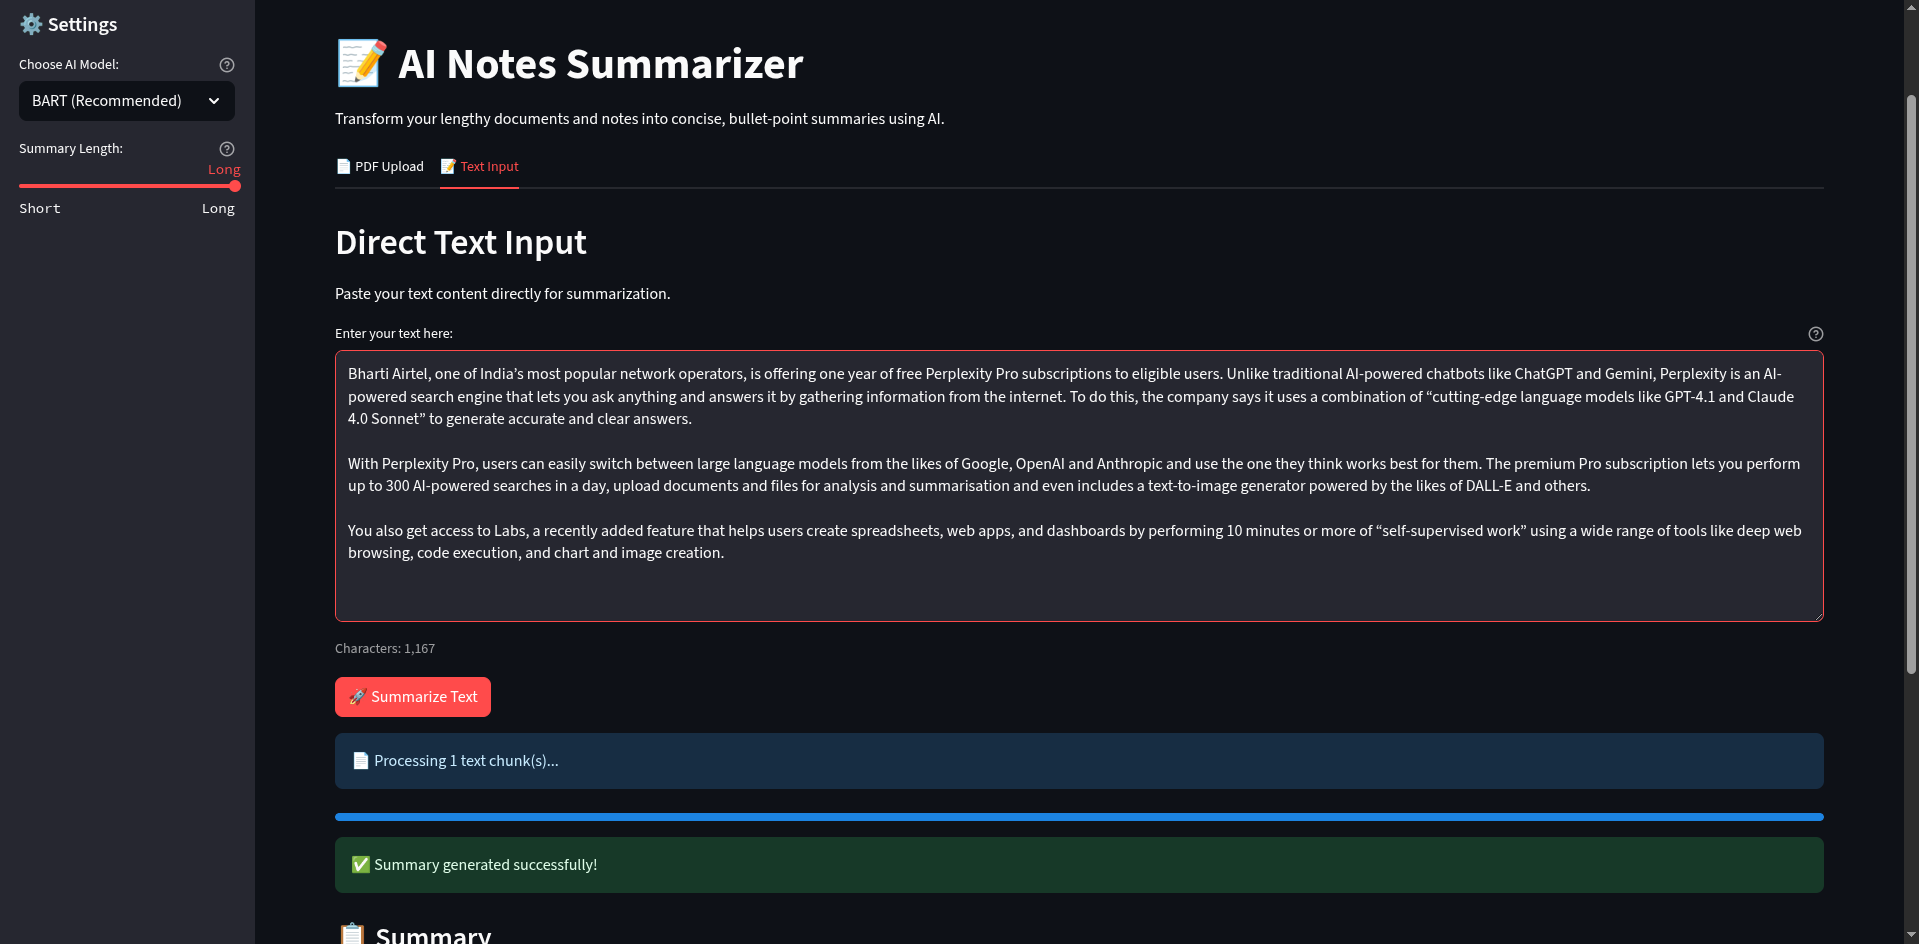 Settings
Choose AI Model:
BART (Recommended)
Summary Length:
Long
Short Long
AI Notes Summarizer
Transform your lengthy documents and notes into concise, bullet-point summaries using AI.
PDF Upload Text Input
Direct Text Input
Paste your text content directly for summarization.
Enter your text here:
Bharti Airtel, one of India’s most popular network operators, is offering one year of free Perplexity Pro subscriptions to eligible users. Unlike traditional AI-powered chatbots like ChatGPT and Gemini, Perplexity is an AI-
powered search engine that lets you ask anything and answers it by gathering information from the internet. To do this, the company says it uses a combination of “cutting-edge language models like GPT-4.1 and Claude
4.0 Sonnet” to generate accurate and clear answers.
With Perplexity Pro, users can easily switch between large language models from the likes of Google, OpenAI and Anthropic and use the one they think works best for them. The premium Pro subscription lets you perform
up to 300 AI-powered searches in a day, upload documents and files for analysis and summarisation and even includes a text-to-image generator powered by the likes of DALL-E and others.
You also get access to Labs, a recently added feature that helps users create spreadsheets, web apps, and dashboards by performing 10 minutes or more of “self-supervised work” using a wide range of tools like deep web
browsing, code execution, and chart and image creation.
Characters: 1,167
Summarize Text
Processing 1 text chunk(s)...
Summary generated successfully!
Summary